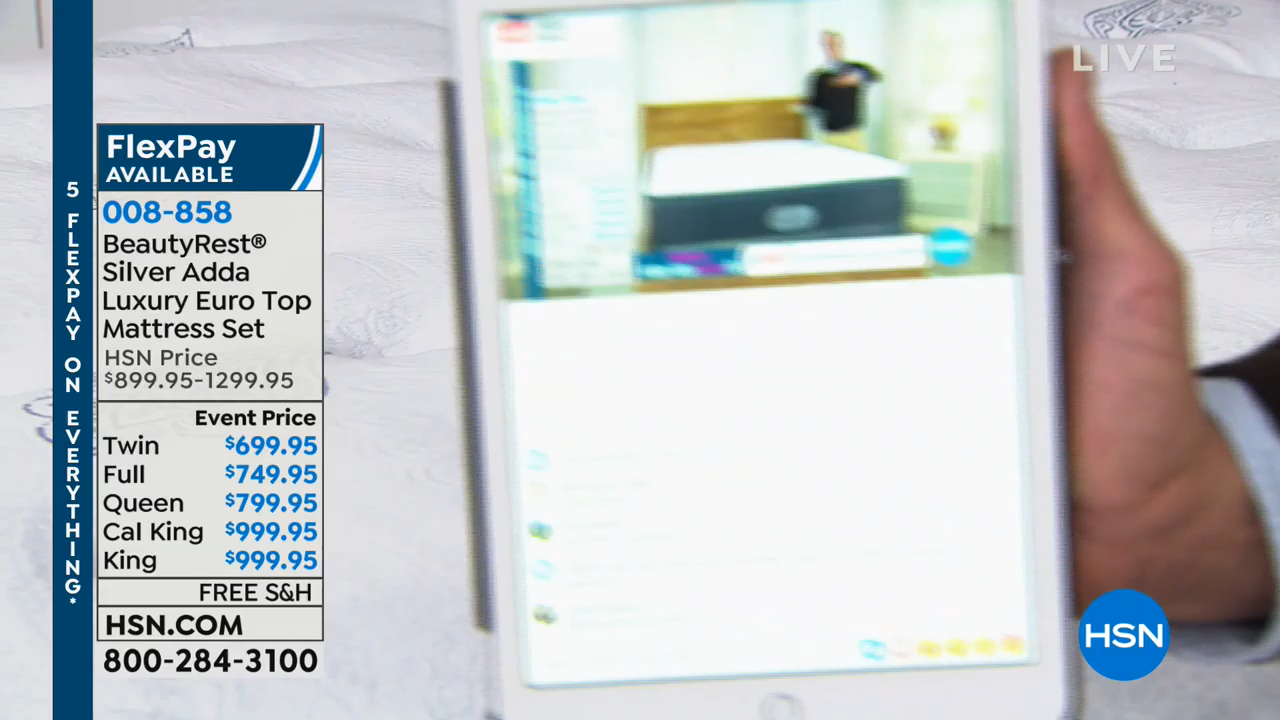 LIVE
5 FLEXPAY ON EVERYTHING*
FlexPay
AVAILABLE
008-858
BeautyRest®
Silver Adda
Luxury Euro Top
Mattress Set
HSN Price
$899.95-1299.95
Event Price
Twin $699.95
Full $749.95
Queen $799.95
Cal King $999.95
King $999.95
FREE S&H
HSN.COM
800-284-3100
HSN